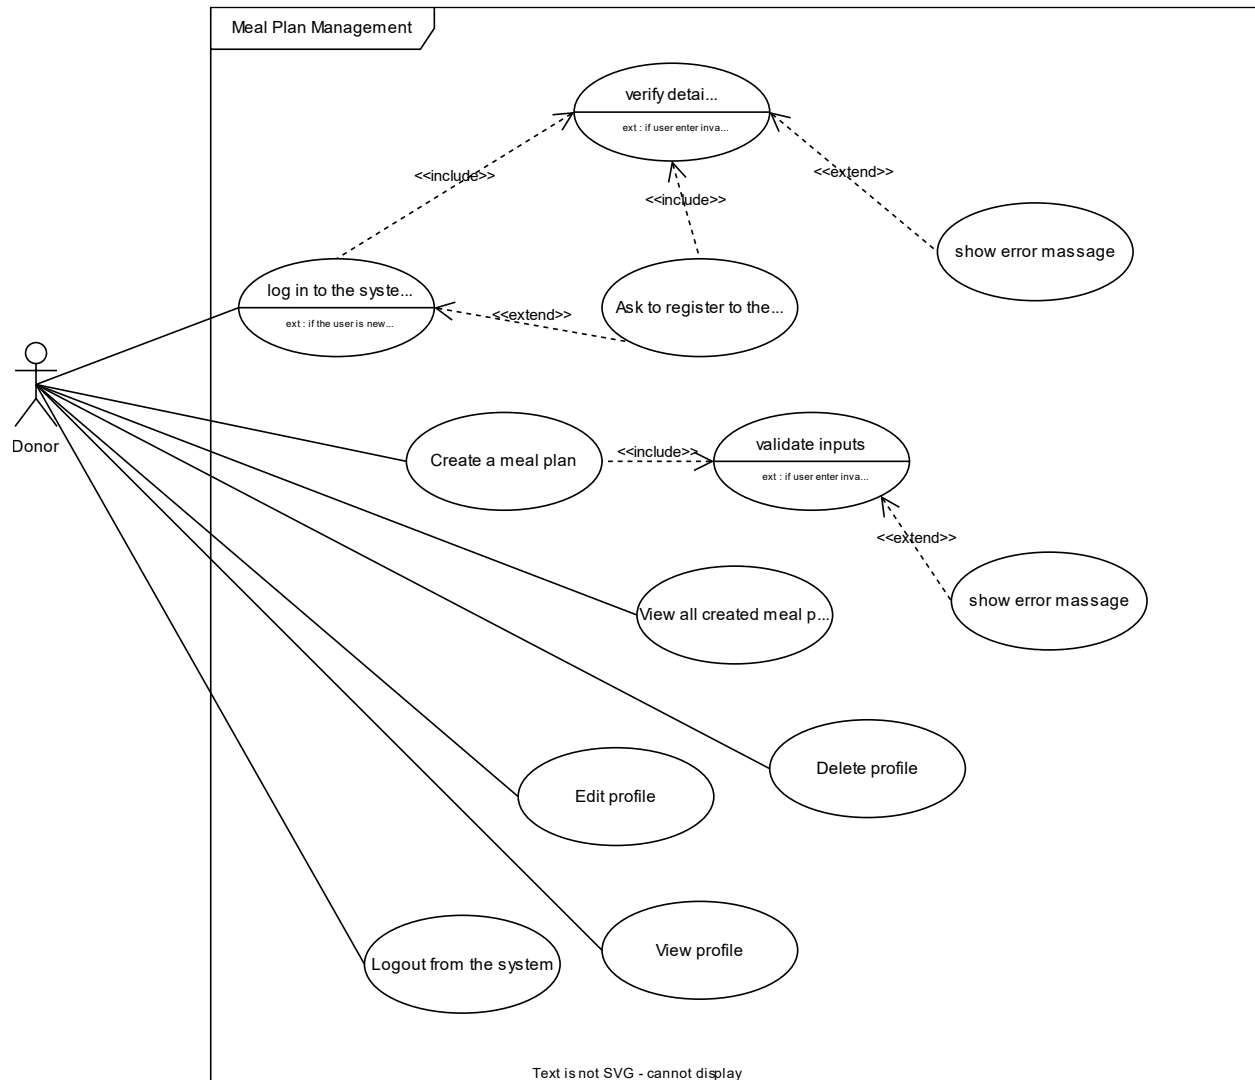 Meal Plan Management
verify detai...
ext : if user enter inva...
<<include>>
<<extend>>
<<include>>
show error massage
log in to the syste...
ext : if the user is new...
<<extend>>
Ask to register to the...
Donor
Create a meal plan
<<include>>
validate inputs
ext : if user enter inva...
<<extend>>
show error massage
View all created meal p...
Delete profile
Edit profile
View profile
Logout from the system
Text is not SVG - cannot display